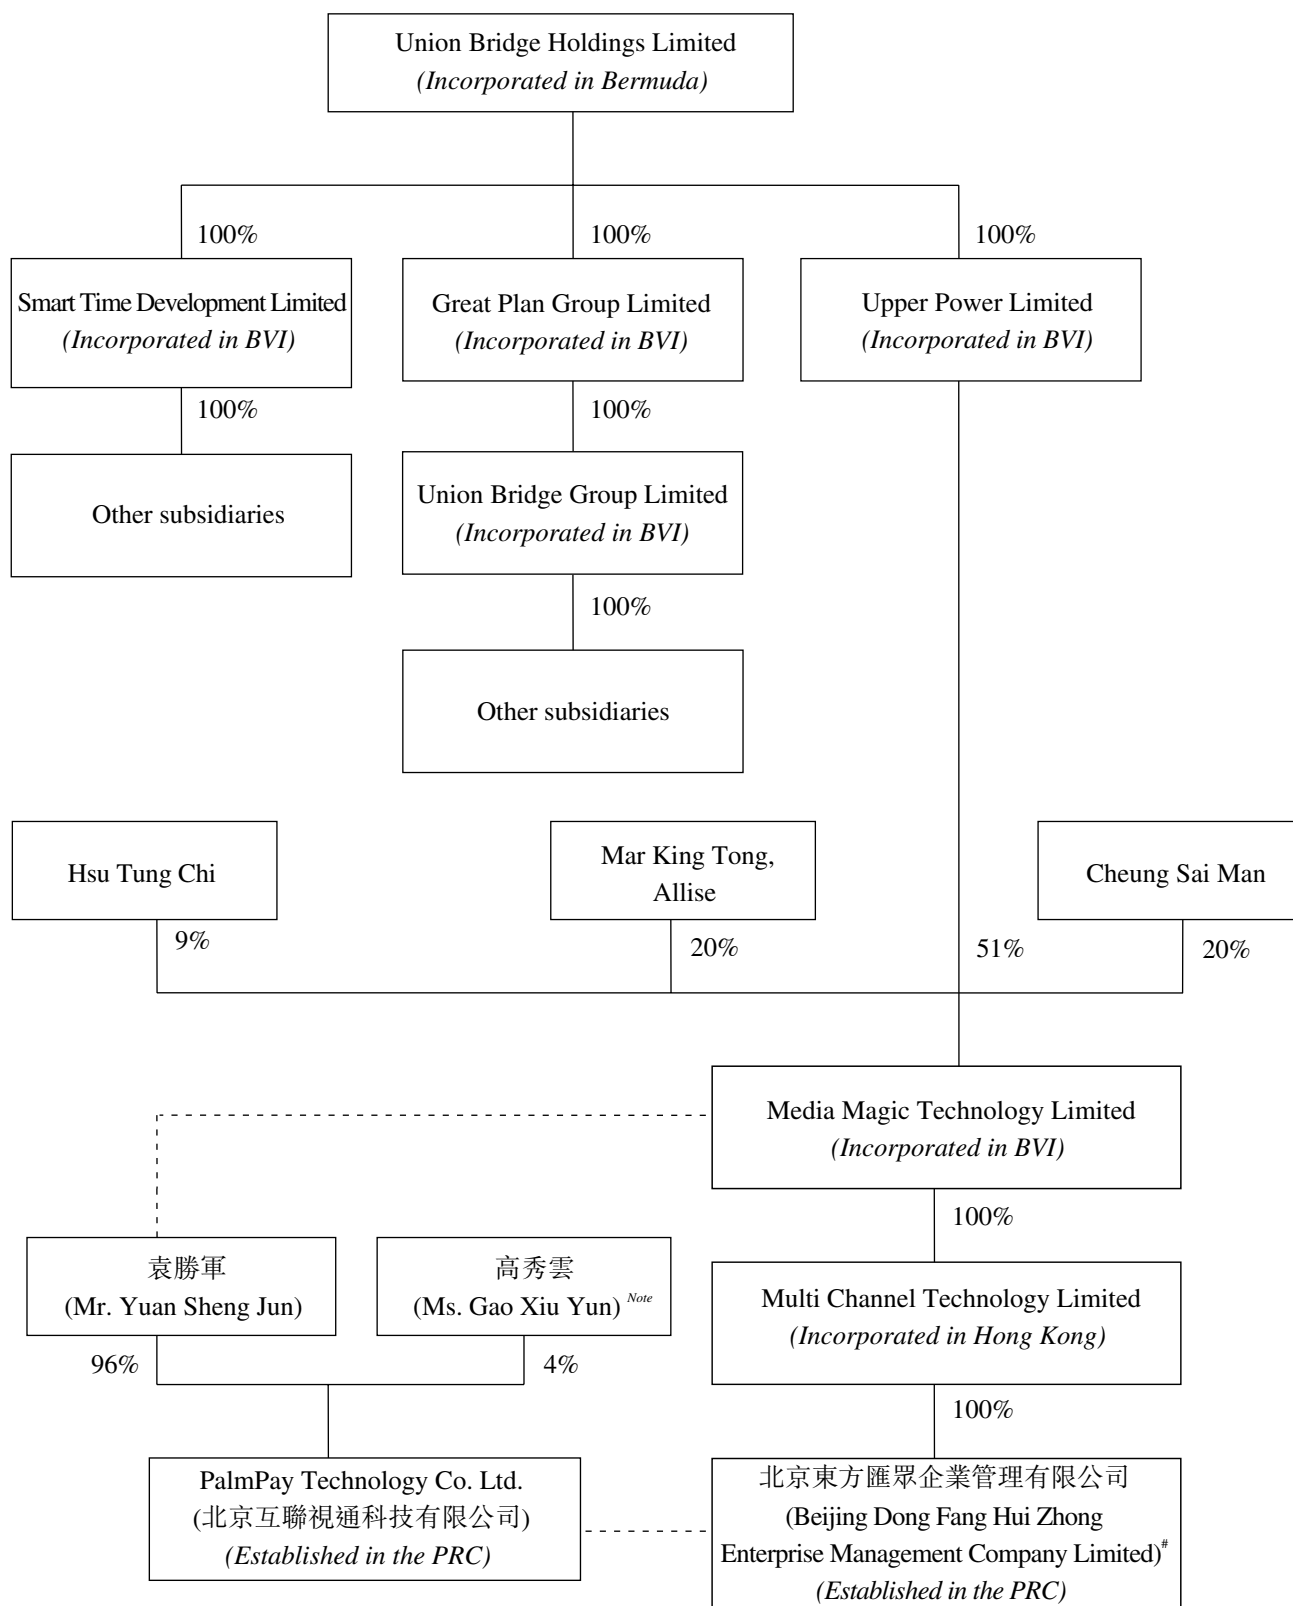 Union Bridge Holdings Limited
(Incorporated in Bermuda)
100%
100%
100%
Smart Time Development Limited
(Incorporated in BVI)
Great Plan Group Limited
(Incorporated in BVI)
Upper Power Limited
(Incorporated in BVI)
100%
100%
Other subsidiaries
Union Bridge Group Limited
(Incorporated in BVI)
100%
Other subsidiaries
Hsu Tung Chi
Mar King Tong,
Allise
Cheung Sai Man
9%
20%
51%
20%
Media Magic Technology Limited
(Incorporated in BVI)
100%
袁勝軍
(Mr. Yuan Sheng Jun)
高秀雲
(Ms. Gao Xiu Yun) Note
Multi Channel Technology Limited
(Incorporated in Hong Kong)
96%
4%
100%
PalmPay Technology Co. Ltd.
(北京互聯視通科技有限公司)
(Established in the PRC)
北京東方匯眾企業管理有限公司
(Beijing Dong Fang Hui Zhong
Enterprise Management Company Limited)#
(Established in the PRC)